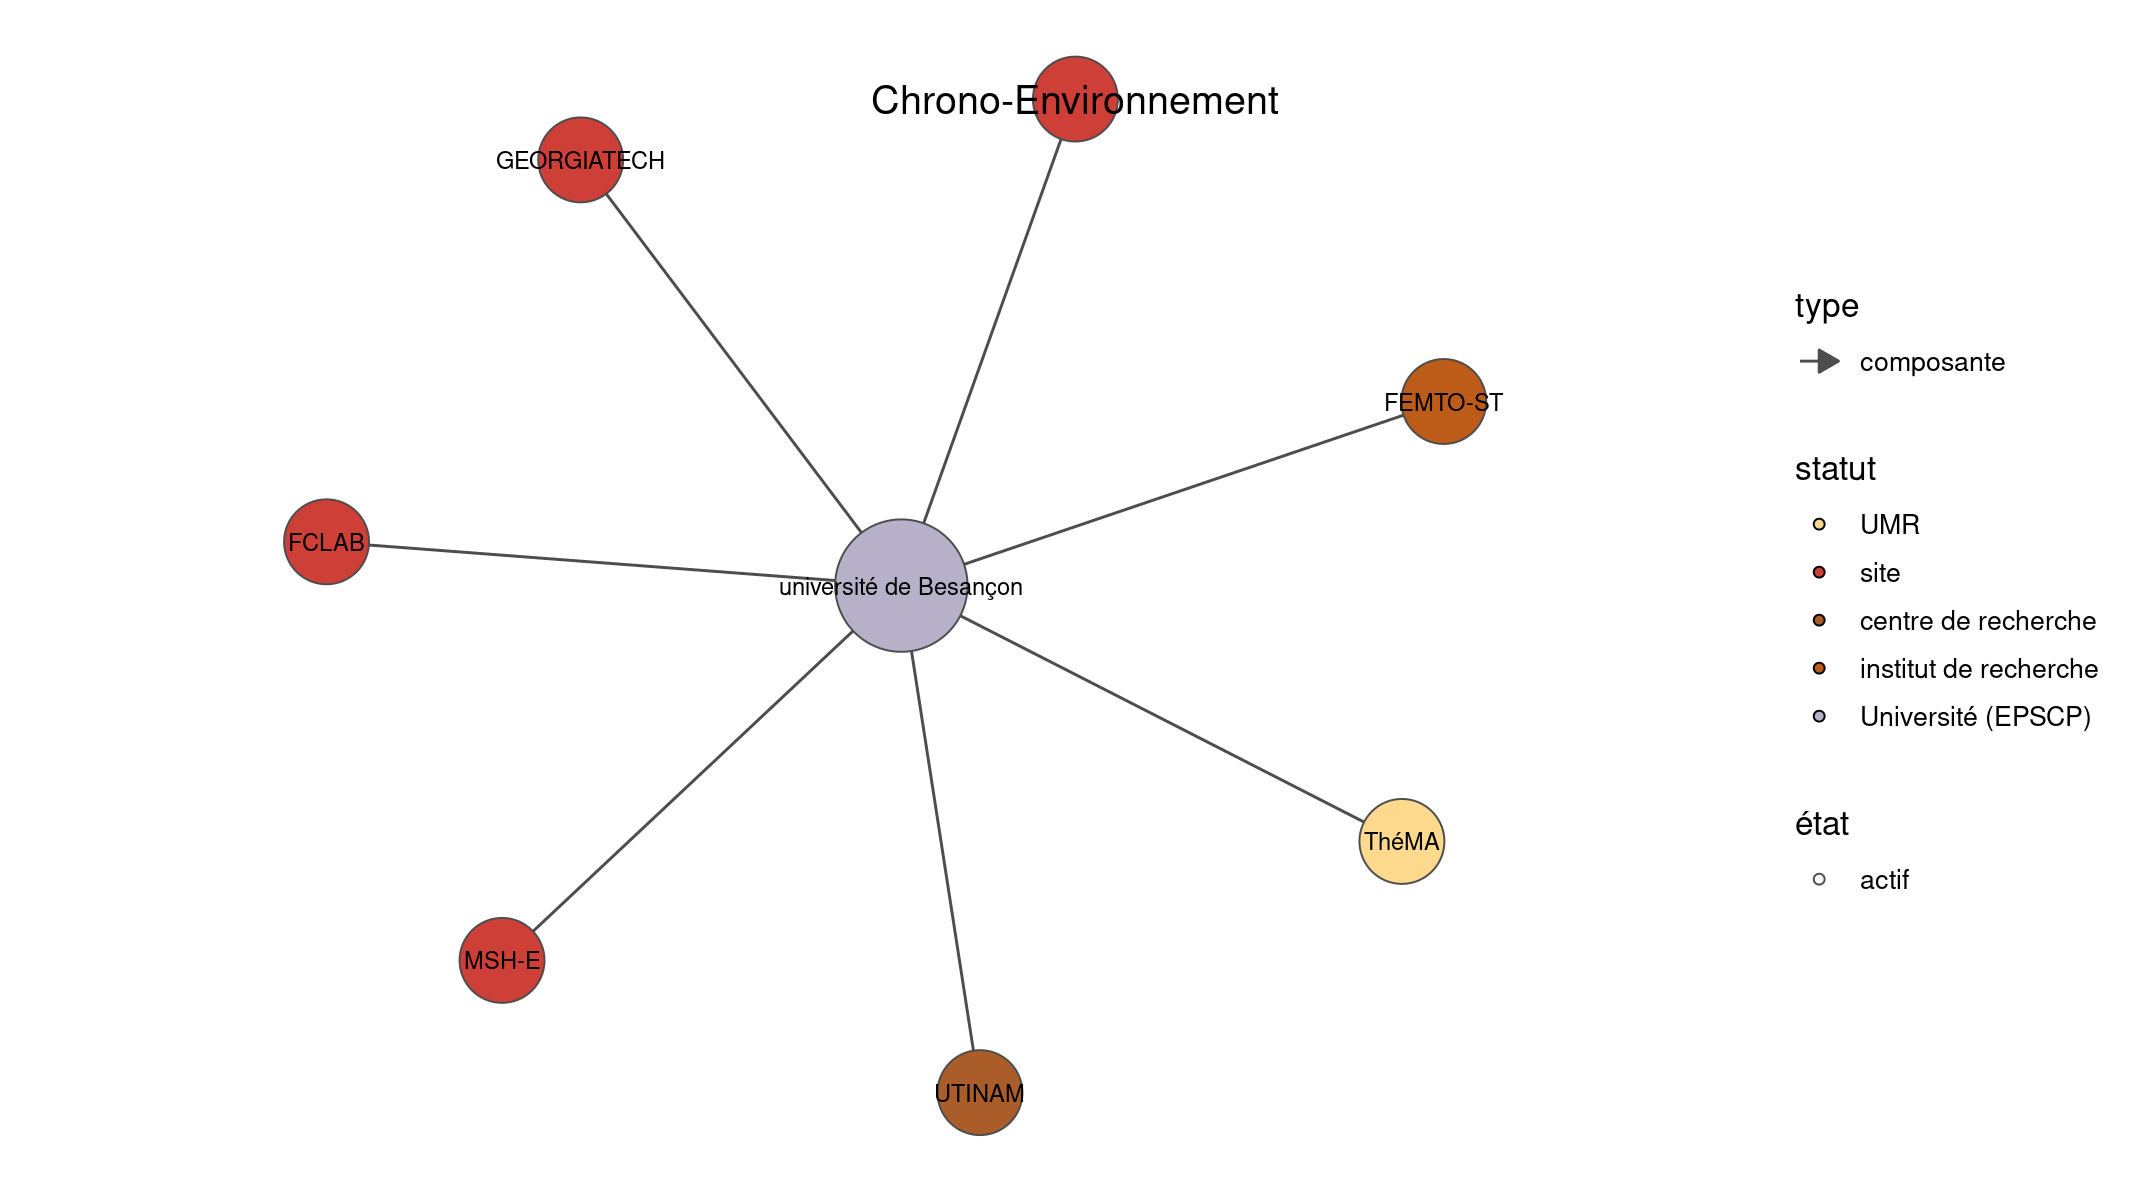 Chrono-Environnement
GEORGIATECH
FEMTO-ST
FCLAB
université de Besançon
ThéMA
MSH-E
UTINAM
type
composante
statut
UMR
site
centre de recherche
institut de recherche
Université (EPSCP)
état
actif